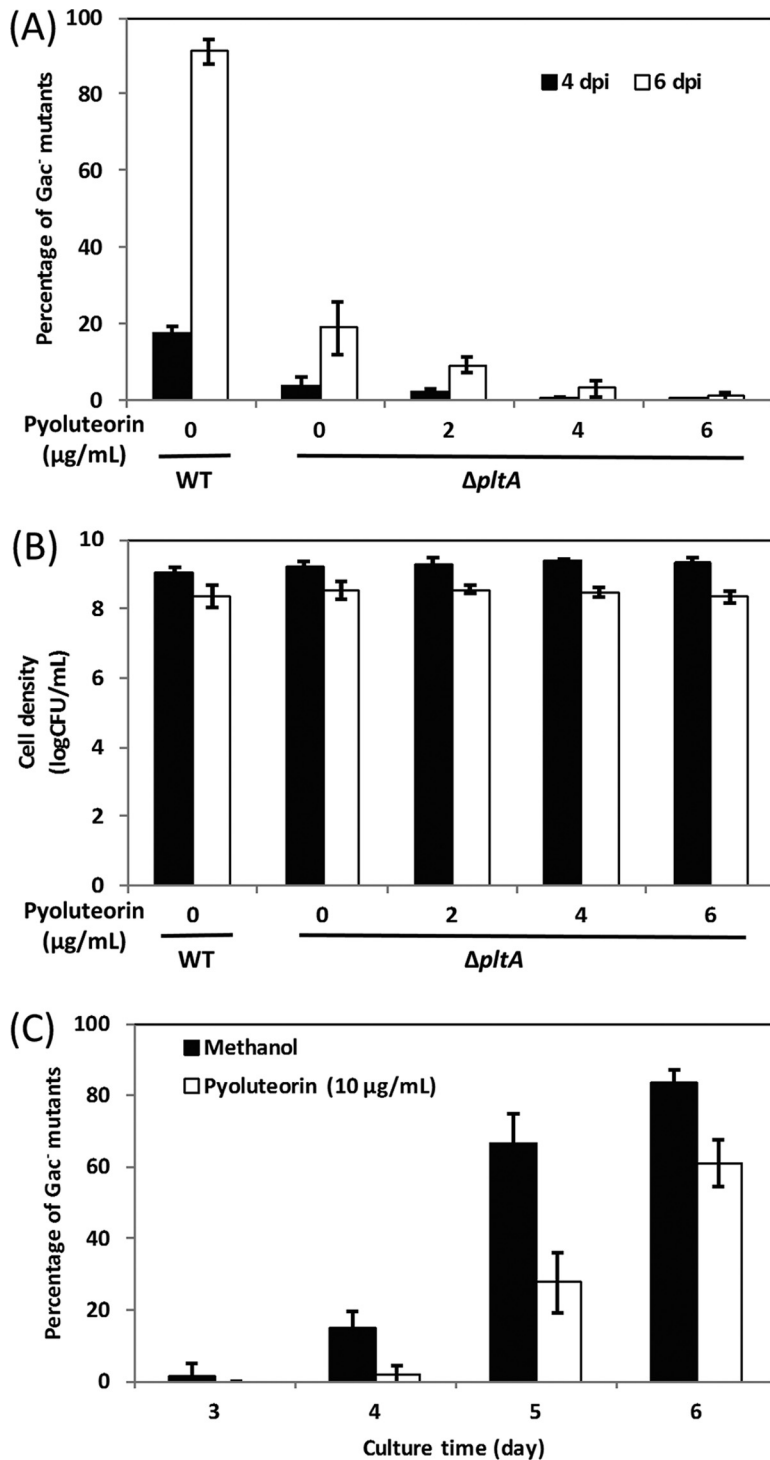 (A)
Percentage of Gac⁻ mutants
100
80
60
40
20
0
4 dpi 6 dpi
Pyoluteorin 0 0 2 4 6
(µg/mL)
WT ΔpltA
(B)
Cell density
(logCFU/mL)
10
8
6
4
2
0
Pyoluteorin 0 0 2 4 6
(µg/mL)
WT ΔpltA
(C)
Percentage of Gac⁻ mutants
100
80
60
40
20
0
Methanol
Pyoluteorin (10 µg/mL)
3 4 5 6
Culture time (day)